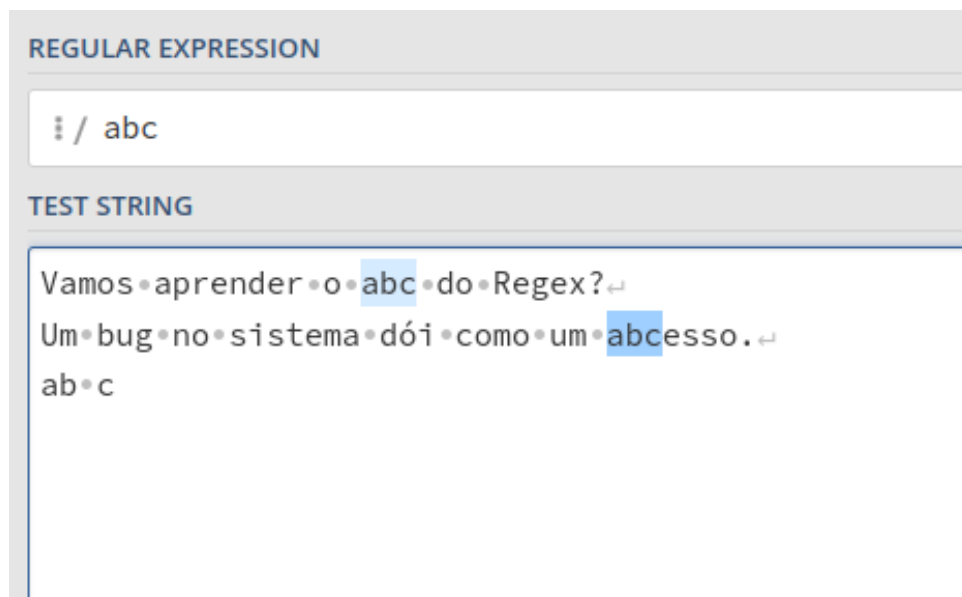 REGULAR EXPRESSION
/ abc
TEST STRING
Vamos aprender o abc do Regex?
Um bug no sistema dói como um abcesso.
ab c